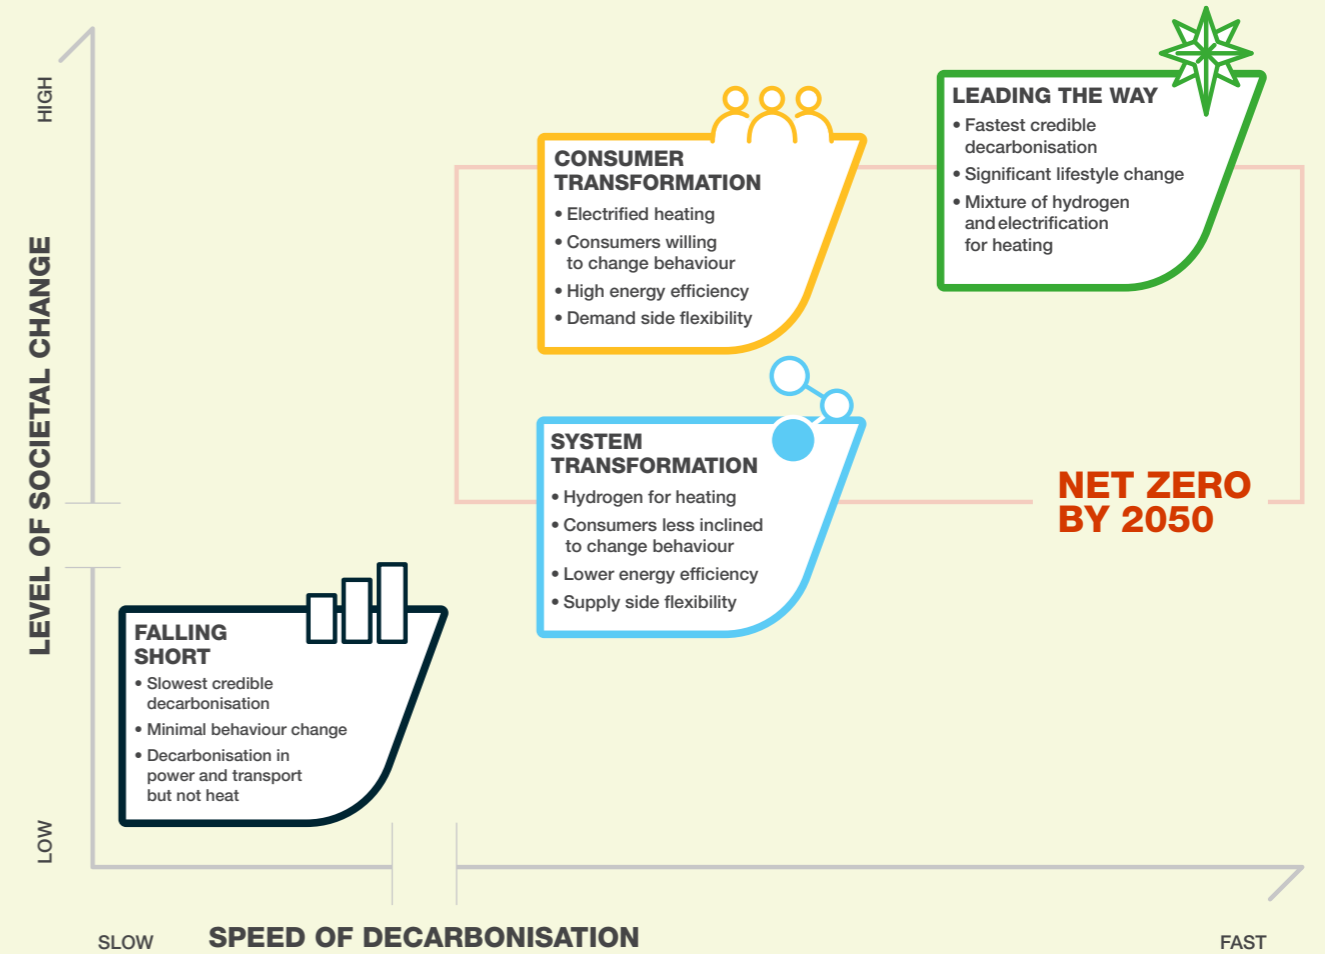 HIGH
LEVEL OF SOCIETAL CHANGE
LOW
LEADING THE WAY
• Fastest credible
decarbonisation
• Significant lifestyle change
• Mixture of hydrogen
and electrification
for heating
CONSUMER
TRANSFORMATION
• Electrified heating
• Consumers willing
to change behaviour
• High energy efficiency
• Demand side flexibility
SYSTEM
TRANSFORMATION
• Hydrogen for heating
• Consumers less inclined
to change behaviour
• Lower energy efficiency
• Supply side flexibility
NET ZERO
BY 2050
FALLING
SHORT
• Slowest credible
decarbonisation
• Minimal behaviour change
• Decarbonisation in
power and transport
but not heat
SLOW
SPEED OF DECARBONISATION
FAST